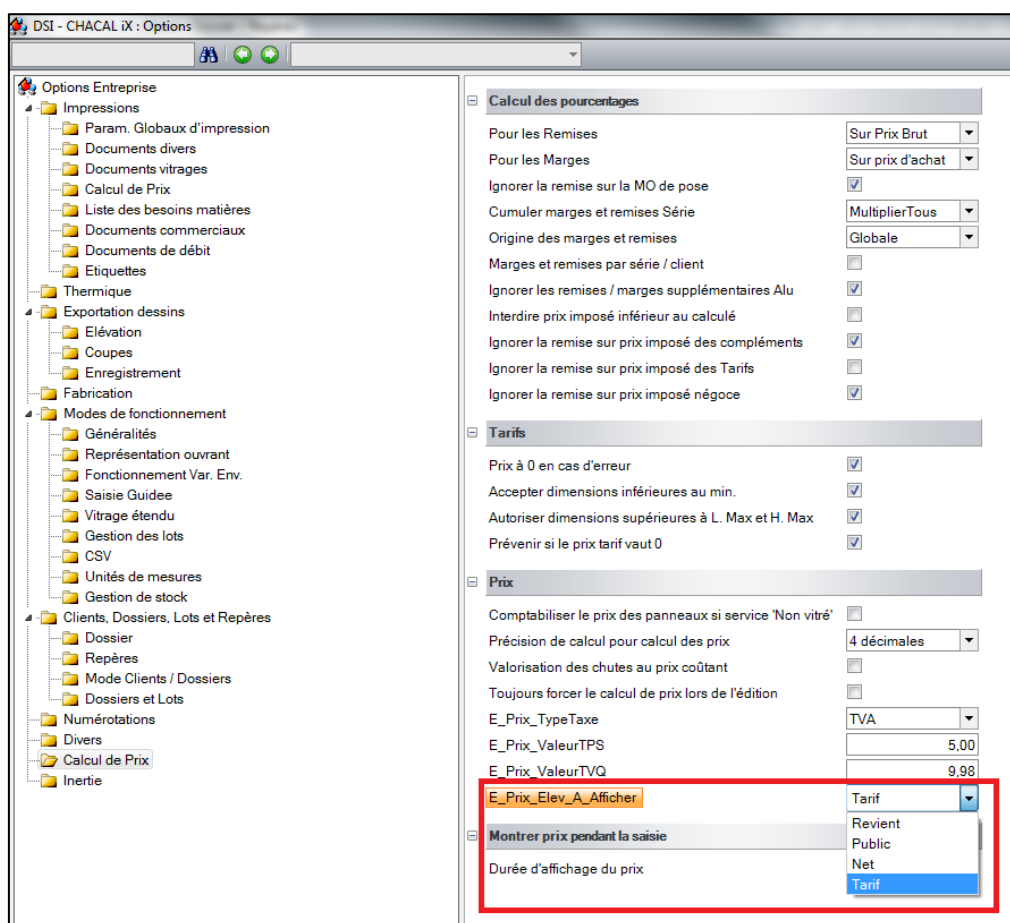 DSI - CHACAL iX : Options
Options Entreprise
Impressions
Param. Globaux d'impression
Documents divers
Documents vitrages
Calcul de Prix
Liste des besoins matières
Documents commerciaux
Documents de débit
Etiquettes
Thermique
Exportation dessins
Elévation
Coupes
Enregistrement
Fabrication
Modes de fonctionnement
Généralités
Représentation ouvrant
Fonctionnement Var. Env.
Saisie Guidee
Vitrage étendu
Gestion des lots
CSV
Unités de mesures
Gestion de stock
Clients, Dossiers, Lots et Repères
Dossier
Repères
Mode Clients / Dossiers
Dossiers et Lots
Numérotations
Divers
Calcul de Prix
Inertie
Calcul des pourcentages
Pour les Remises Sur Prix Brut
Pour les Marges Sur prix d'achat
Ignorer la remise sur la MO de pose
Cumuler marges et remises Série MultiplierTous
Origine des marges et remises Globale
Marges et remises par série / client
Ignorer les remises / marges supplémentaires Alu
Interdire prix imposé inférieur au calculé
Ignorer la remise sur prix imposé des compléments
Ignorer la remise sur prix imposé des Tarifs
Ignorer la remise sur prix imposé négoce
Tarifs
Prix à 0 en cas d'erreur
Accepter dimensions inférieures au min.
Autoriser dimensions supérieures à L. Max et H. Max
Prévenir si le prix tarif vaut 0
Prix
Comptabiliser le prix des panneaux si service 'Non vitré'
Précision de calcul pour calcul des prix 4 décimales
Valorisation des chutes au prix coûtant
Toujours forcer le calcul de prix lors de l'édition
E_Prix_TypeTaxe TVA
E_Prix_ValeurTPS 5,00
E_Prix_ValeurTVQ 9,98
E_Prix_Elev_A_Afficher Tarif
Revient
Public
Net
Tarif
Montrer prix pendant la saisie
Durée d'affichage du prix